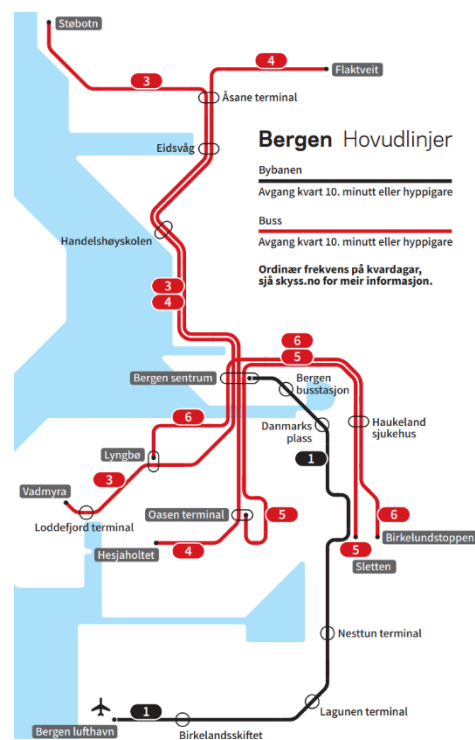 Støbotn
3
4
Flaktveit
Åsane terminal
Eidsvåg
Bergen Hovudlinjer
Bybanen
Avgang kvart 10. minutt eller hyppigare
Buss
Avgang kvart 10. minutt eller hyppigare
Ordinær frekvens på kvardagar,
sjå skyss.no for meir informasjon.
Handelshøyskolen
3
4
6
5
Bergen sentrum
Bergen
busstasjon
6
Danmarks
plass
Haukeland
sjukehus
Lyngbø
1
3
Vadmyra
Loddefjord terminal
Oasen terminal
5
6
Hesjaholtet
4
5
Birkelundstoppen
Sletten
Nesttun terminal
Lagunen terminal
1
Bergen lufthavn
Birkelandsskiftet